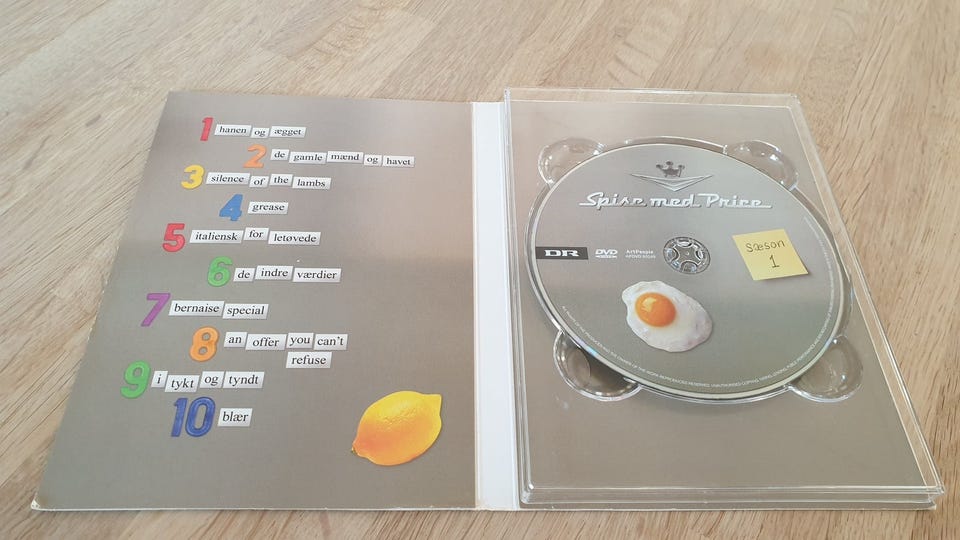 1 hanen og ægget
2 de gamle mænd og havet
3 silence of the lambs
4 grease
5 italiensk for letøvede
6 de indre værdier
7 bernaise special
8 an offer you can't
refuse
9 i tykt og tyndt
10 blær
Spise med Price
DR
DVD
ArtPeople
sæson
1